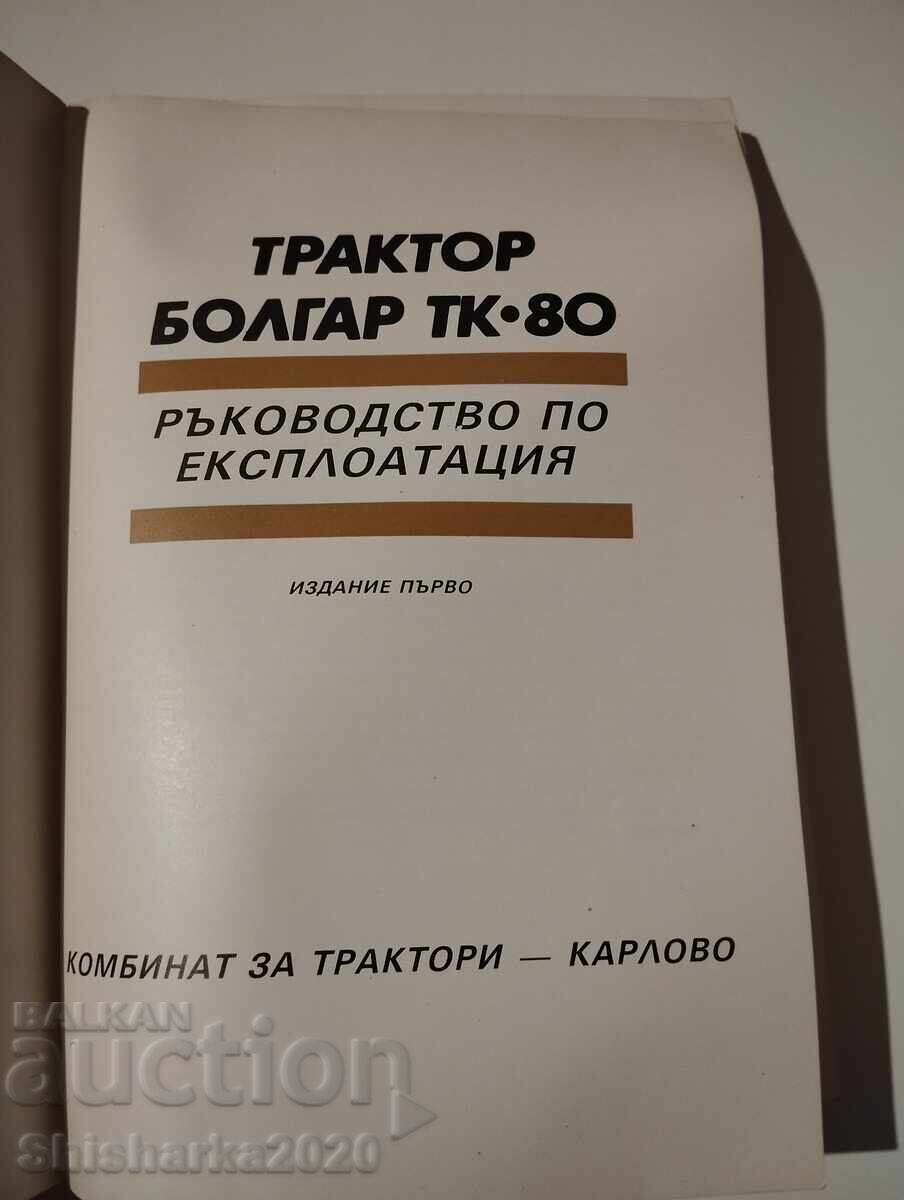 ТРАКТОР
БОЛГАР ТК·80
РЪКОВОДСТВО ПО
ЕКСПЛОАТАЦИЯ
ИЗДАНИЕ ПЪРВО
КОМБИНАТ ЗА ТРАКТОРИ — КАРЛОВО
BALKAN
auction
Shisharka2020